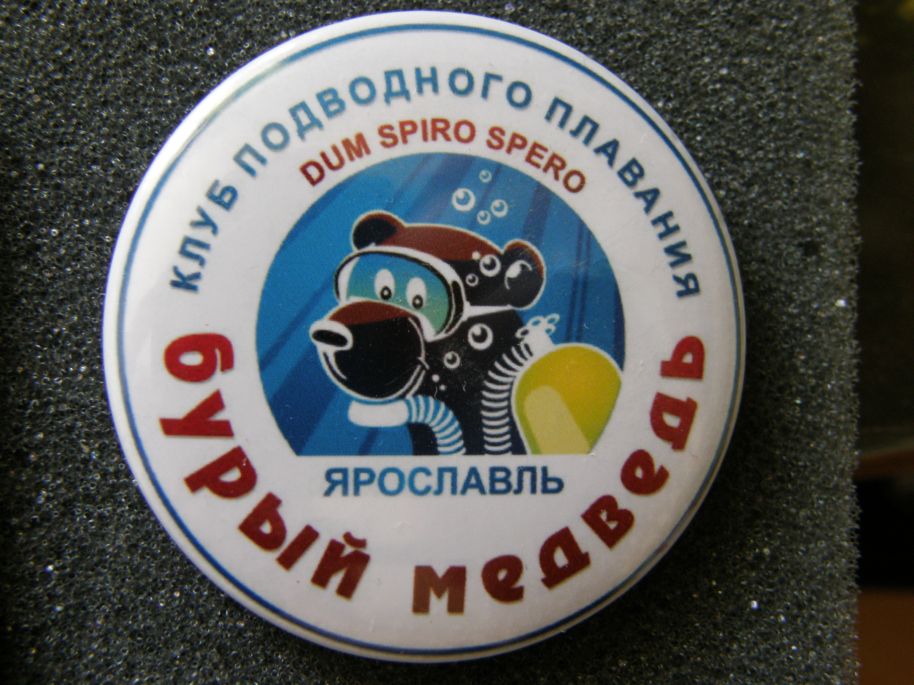 КЛУБ ПОДВОДНОГО ПЛАВАНИЯ
DUM SPIRO SPERO
ЯРОСЛАВЛЬ
бурый медведь